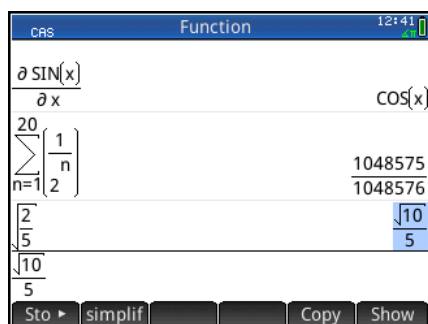 CAS Function 12:41 ∡π
∂ SIN(x)
∂ x
COS(x)
20
∑ (1
n=1 2 n)
1048575
1048576
√2
5
√10
5
√10
5
Sto ► simplif Copy Show